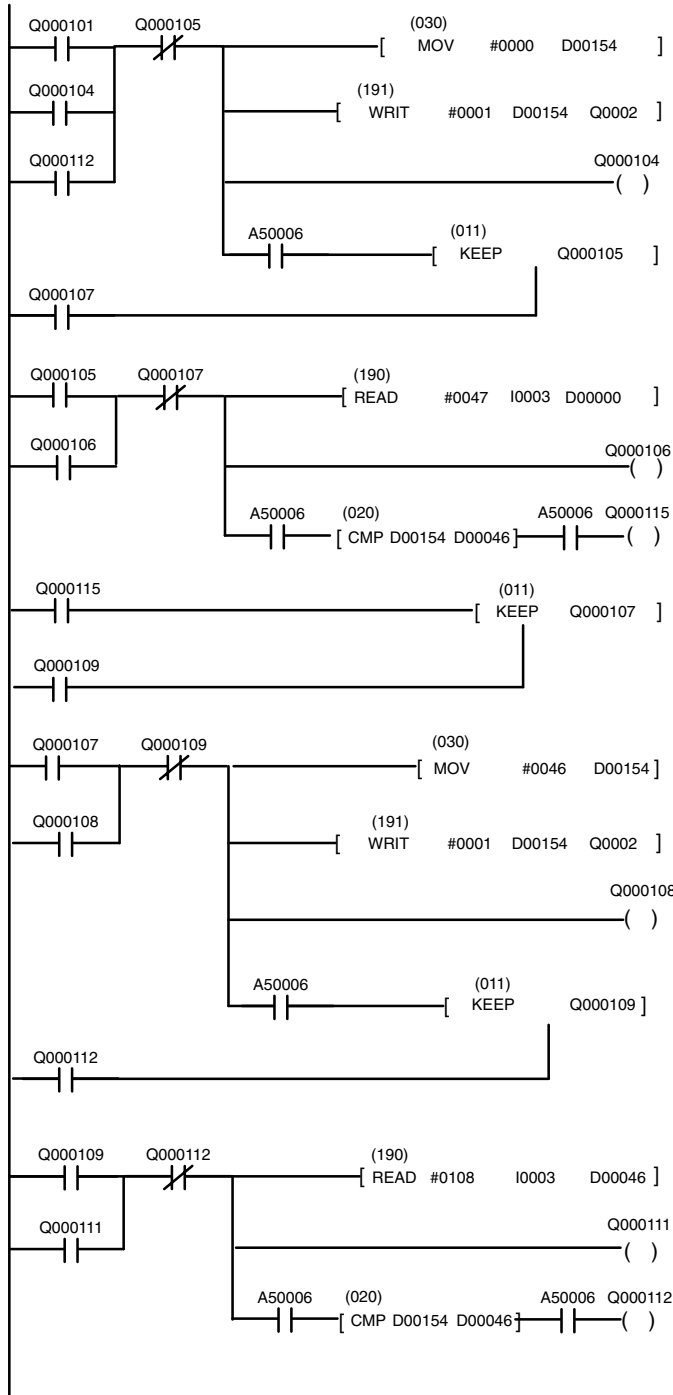 Q000101 Q000105 (030)
[ MOV #0000 D00154 ]
Q000104 (191)
[ WRIT #0001 D00154 Q0002 ]
Q000112 Q000104
( )
A50006 (011)
[ KEEP Q000105 ]
Q000107
Q000105 Q000107 (190)
[ READ #0047 I0003 D00000 ]
Q000106 Q000106
( )
A50006 (020) A50006 Q000115
[ CMP D00154 D00046 ] ( )
Q000115 (011)
[ KEEP Q000107 ]
Q000109
Q000107 Q000109 (030)
[ MOV #0046 D00154 ]
Q000108 (191)
[ WRIT #0001 D00154 Q0002 ]
Q000108
( )
A50006 (011)
[ KEEP Q000109 ]
Q000112
Q000109 Q000112 (190)
[ READ #0108 I0003 D00046 ]
Q000111 Q000111
( )
A50006 (020) A50006 Q000112
[ CMP D00154 D00046 ] ( )